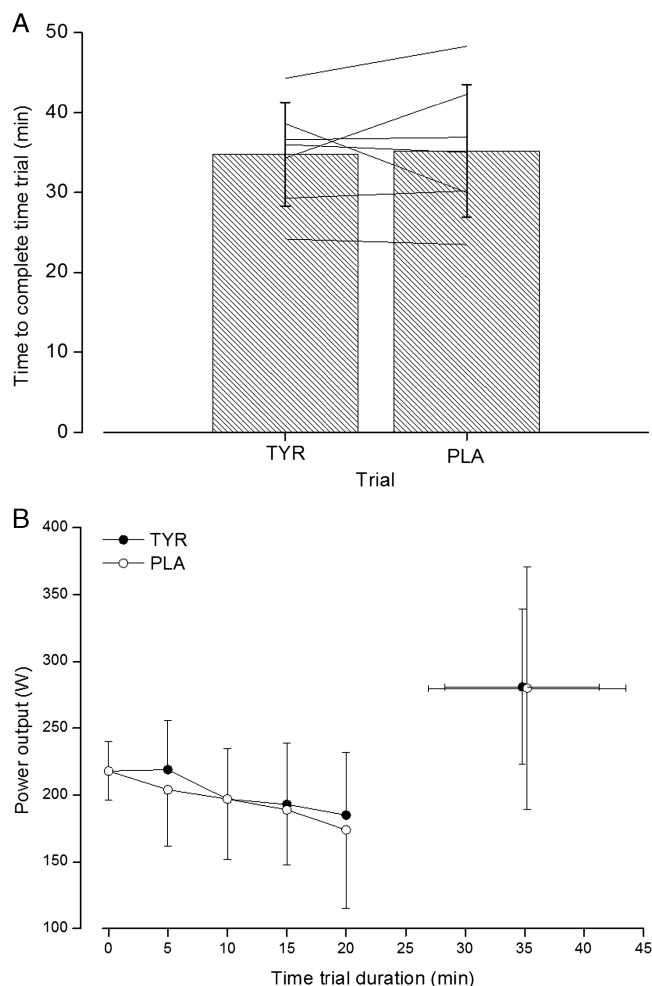 A
Time to complete time trial (min)
50
40
30
20
10
0
TYR
PLA
Trial
B
TYR
PLA
Power output (W)
400
350
300
250
200
150
100
0 5 10 15 20 25 30 35 40 45
Time trial duration (min)